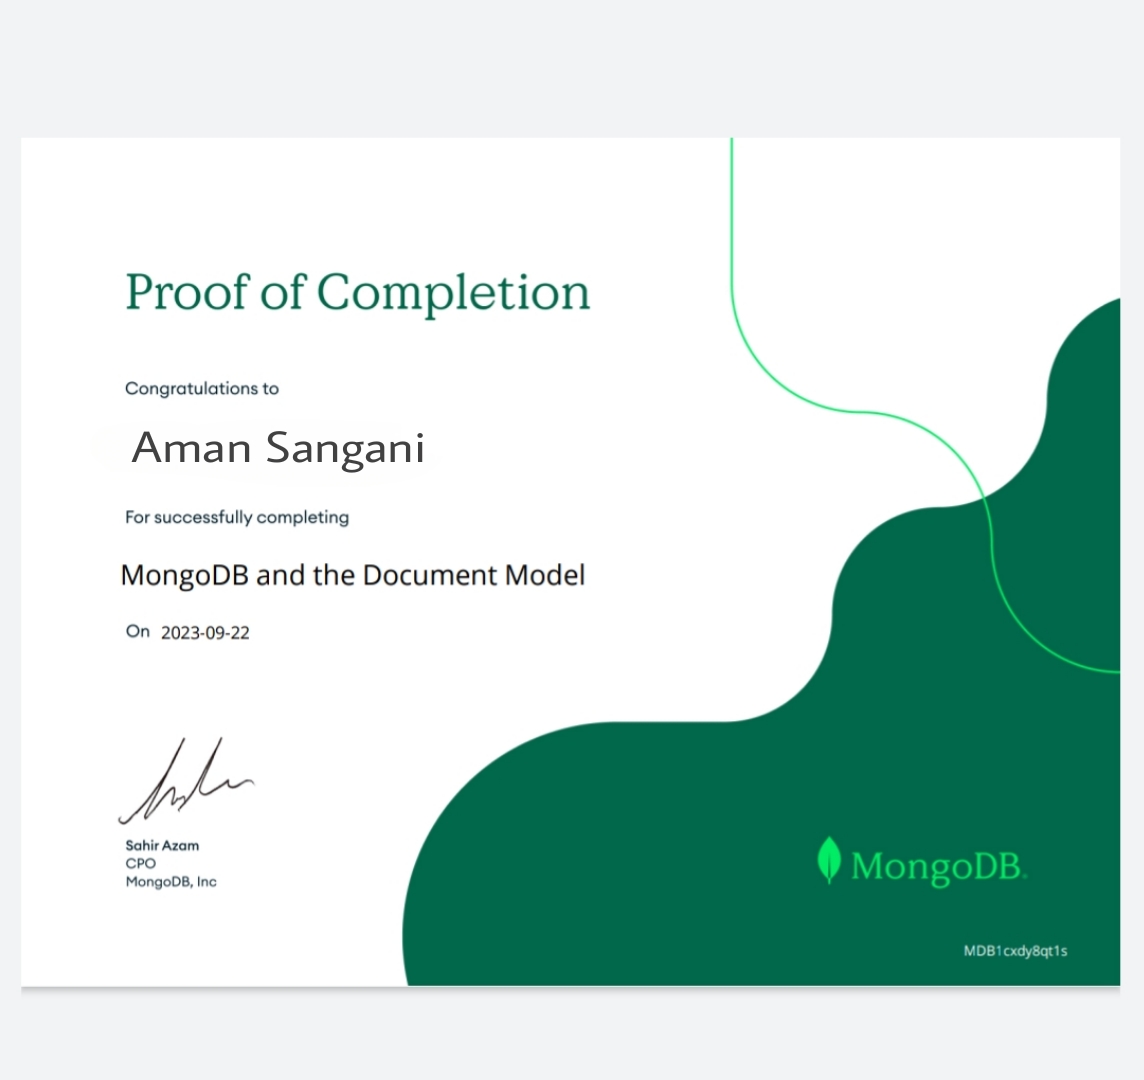 Proof of Completion
Congratulations to
Aman Sangani
For successfully completing
MongoDB and the Document Model
On 2023-09-22
Sahir Azam
CPO
MongoDB, Inc
MongoDB.
MDB1cxdy8qt1s